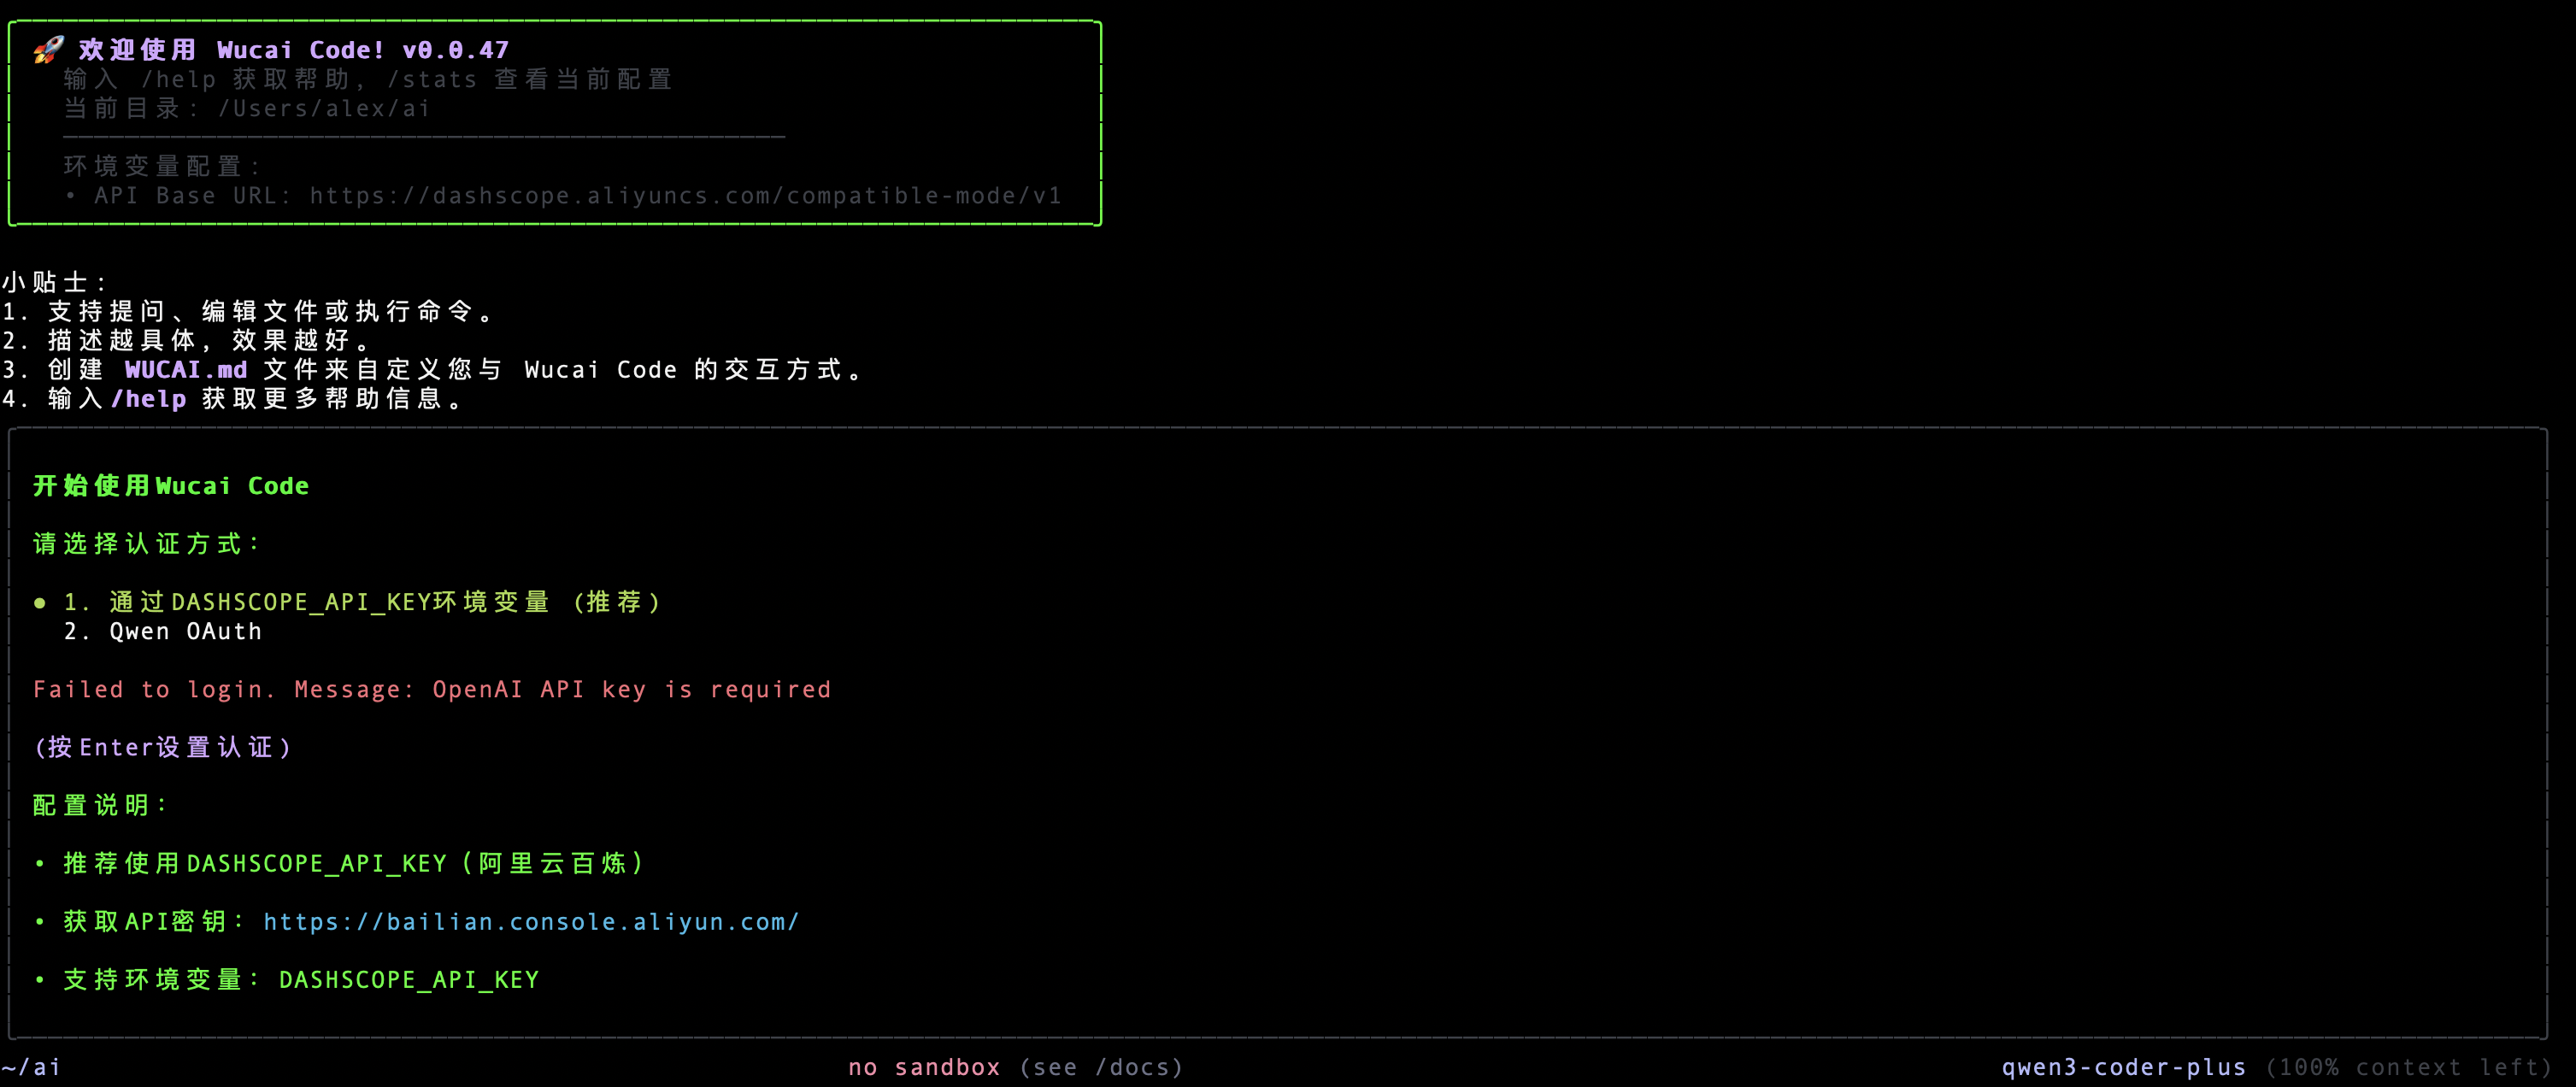 🚀 欢迎使用 Wucai Code! v0.0.47
输入 /help 获取帮助, /stats 查看当前配置
当前目录: /Users/alex/ai
环境变量配置:
• API Base URL: https://dashscope.aliyuncs.com/compatible-mode/v1
小贴士:
1. 支持提问、编辑文件或执行命令。
2. 描述越具体, 效果越好。
3. 创建 WUCAI.md 文件来自定义您与 Wucai Code 的交互方式。
4. 输入/help 获取更多帮助信息。
开始使用Wucai Code
请选择认证方式:
● 1. 通过DASHSCOPE_API_KEY环境变量 (推荐)
2. Qwen OAuth
Failed to login. Message: OpenAI API key is required
(按Enter设置认证)
配置说明:
• 推荐使用DASHSCOPE_API_KEY (阿里云百炼)
• 获取API密钥: https://bailian.console.aliyun.com/
• 支持环境变量: DASHSCOPE_API_KEY
~/ai no sandbox (see /docs) qwen3-coder-plus (100% context left)